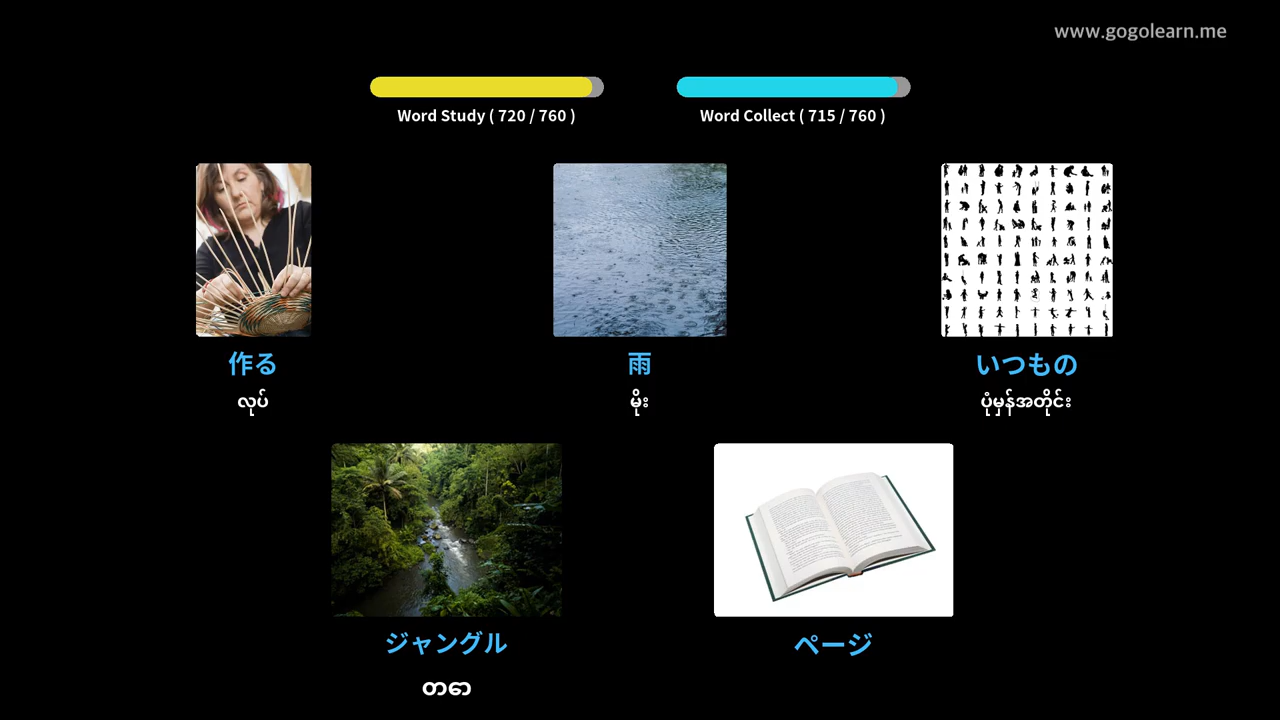 www.gogolearn.me
Word Study ( 720 / 760 )
Word Collect ( 715 / 760 )
作る
လုပ်
雨
မိုး
いつもの
ပုံမှန်အတိုင်း
ジャングル
တော
ページ